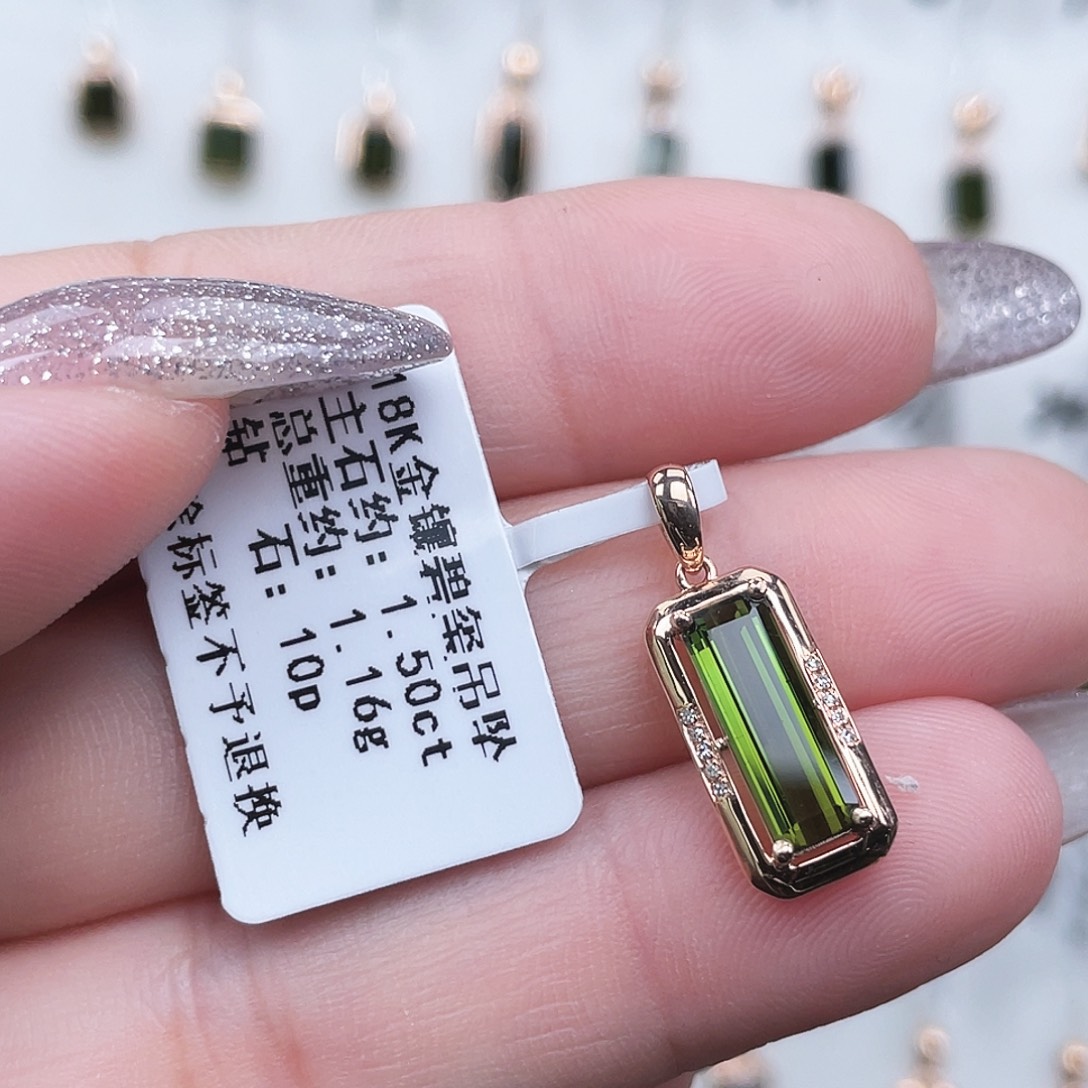 18K金镶碧玺吊坠
主石约: 1.50ct
总重约: 1.16g
钻 石: 10p
标签不予退换